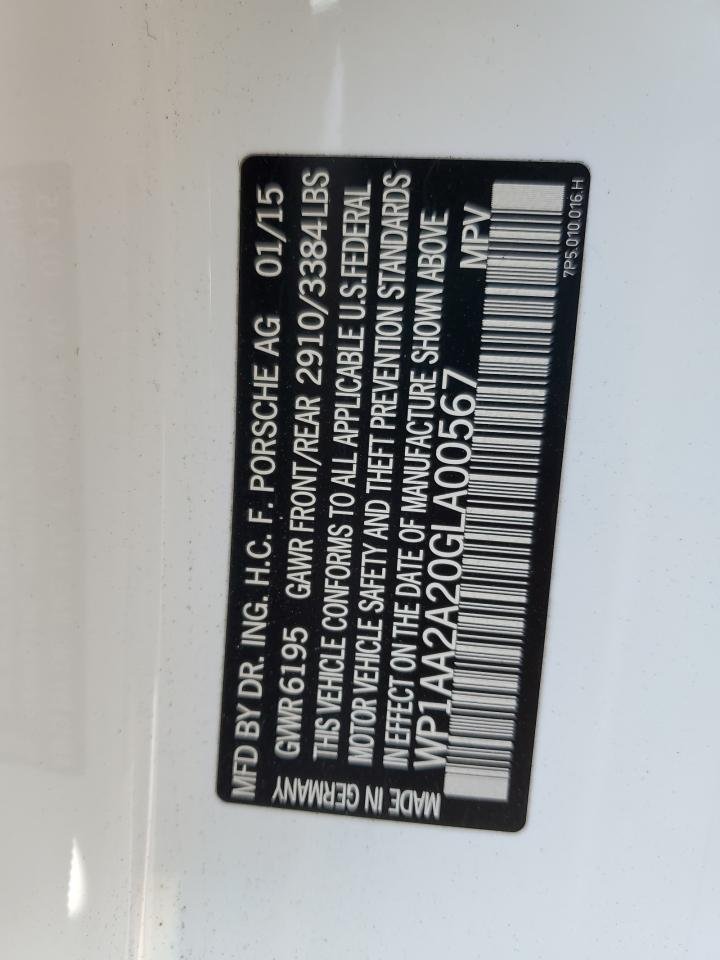 MFD BY DR. ING. H.C. F. PORSCHE AG 01/15
GVWR 6195 GAWR FRONT/REAR 2910/3384LBS
THIS VEHICLE CONFORMS TO ALL APPLICABLE U.S.FEDERAL
MOTOR VEHICLE SAFETY AND THEFT PREVENTION STANDARDS
IN EFFECT ON THE DATE OF MANUFACTURE SHOWN ABOVE
WP1AA2A20GLA00567 MPV
MADE IN GERMANY
7P5.010.016.H